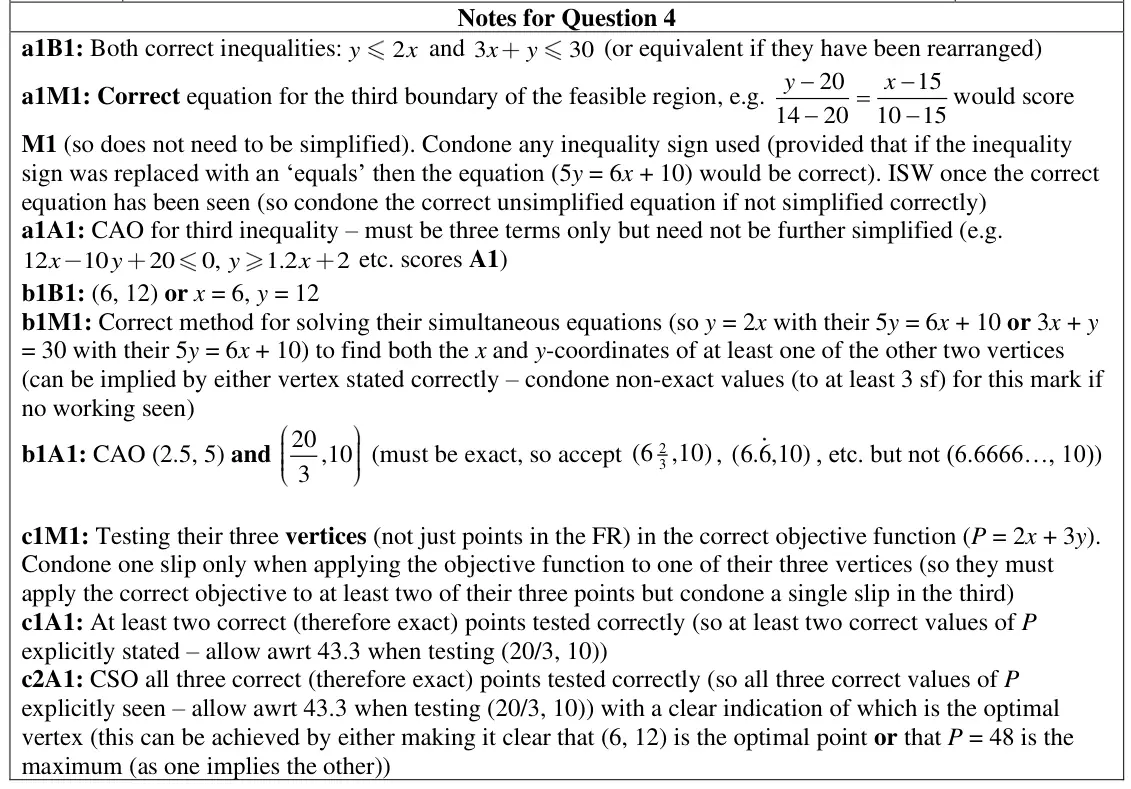 Notes for Question 4
a1B1: Both correct inequalities: y ⩽ 2x and 3x + y ⩽ 30 (or equivalent if they have been rearranged)
a1M1: Correct equation for the third boundary of the feasible region, e.g. (y − 20)/(14 − 20) = (x − 15)/(10 − 15) would score
M1 (so does not need to be simplified). Condone any inequality sign used (provided that if the inequality
sign was replaced with an ‘equals’ then the equation (5y = 6x + 10) would be correct). ISW once the correct
equation has been seen (so condone the correct unsimplified equation if not simplified correctly)
a1A1: CAO for third inequality – must be three terms only but need not be further simplified (e.g.
12x − 10y + 20 ⩽ 0, y ⩾ 1.2x + 2 etc. scores A1)
b1B1: (6, 12) or x = 6, y = 12
b1M1: Correct method for solving their simultaneous equations (so y = 2x with their 5y = 6x + 10 or 3x + y
= 30 with their 5y = 6x + 10) to find both the x and y-coordinates of at least one of the other two vertices
(can be implied by either vertex stated correctly – condone non-exact values (to at least 3 sf) for this mark if
no working seen)
b1A1: CAO (2.5, 5) and (20/3, 10) (must be exact, so accept (6 2/3, 10), (6.6̇, 10), etc. but not (6.6666…, 10))
c1M1: Testing their three vertices (not just points in the FR) in the correct objective function (P = 2x + 3y).
Condone one slip only when applying the objective function to one of their three vertices (so they must
apply the correct objective to at least two of their three points but condone a single slip in the third)
c1A1: At least two correct (therefore exact) points tested correctly (so at least two correct values of P
explicitly stated – allow awrt 43.3 when testing (20/3, 10))
c2A1: CSO all three correct (therefore exact) points tested correctly (so all three correct values of P
explicitly seen – allow awrt 43.3 when testing (20/3, 10)) with a clear indication of which is the optimal
vertex (this can be achieved by either making it clear that (6, 12) is the optimal point or that P = 48 is the
maximum (as one implies the other))